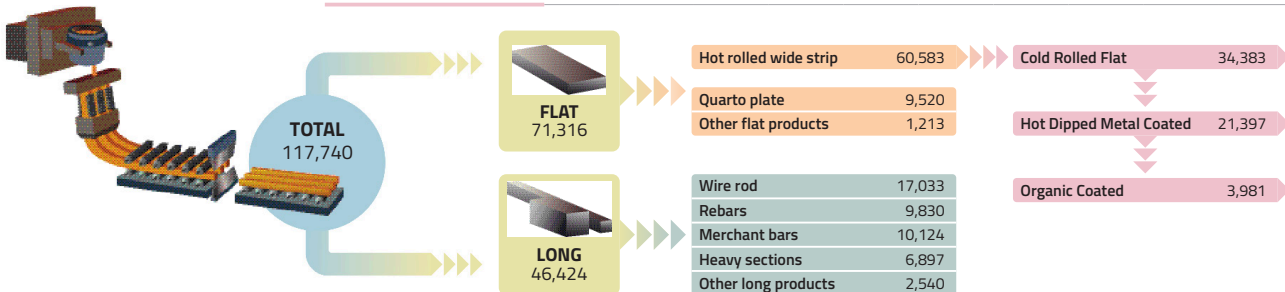 TOTAL
117,740
FLAT
71,316
Hot rolled wide strip 60,583
Quarto plate 9,520
Other flat products 1,213
Cold Rolled Flat 34,383
Hot Dipped Metal Coated 21,397
Organic Coated 3,981
LONG
46,424
Wire rod 17,033
Rebars 9,830
Merchant bars 10,124
Heavy sections 6,897
Other long products 2,540